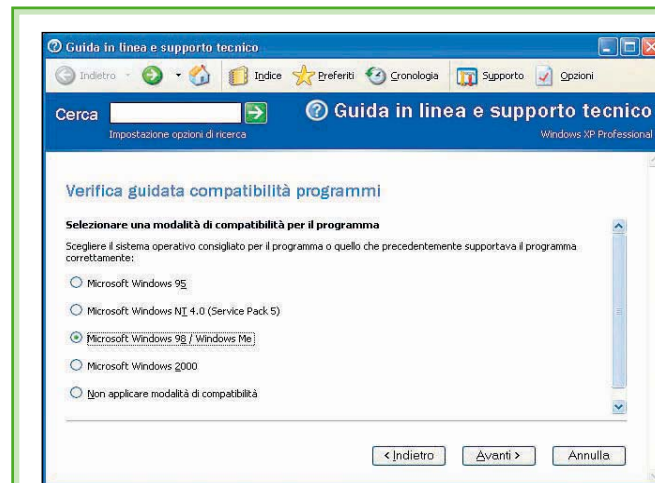 Guida in linea e supporto tecnico
Indietro Indice Preferiti Cronologia Supporto Opzioni
Cerca Guida in linea e supporto tecnico
Impostazione opzioni di ricerca Windows XP Professional
Verifica guidata compatibilità programmi
Selezionare una modalità di compatibilità per il programma
Scegliere il sistema operativo consigliato per il programma o quello che precedentemente supportava il programma
correttamente:
Microsoft Windows 95
Microsoft Windows NT 4.0 (Service Pack 5)
Microsoft Windows 98 / Windows Me
Microsoft Windows 2000
Non applicare modalità di compatibilità
< Indietro Avanti > Annulla